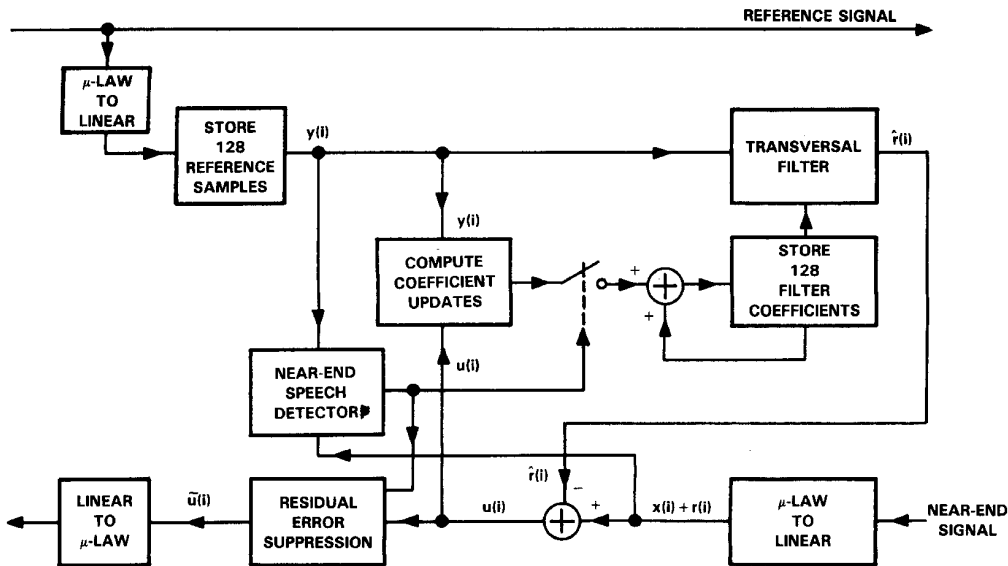 REFERENCE SIGNAL
μ-LAW
TO
LINEAR
STORE
128
REFERENCE
SAMPLES
y(i)
TRANSVERSAL
FILTER
r̂(i)
y(i)
COMPUTE
COEFFICIENT
UPDATES
+
+
STORE
128
FILTER
COEFFICIENTS
NEAR-END
SPEECH
DETECTOR
u(i)
r̂(i)
−
+
LINEAR
TO
μ-LAW
ũ(i)
RESIDUAL
ERROR
SUPPRESSION
u(i)
x(i) + r(i)
μ-LAW
TO
LINEAR
NEAR-END
SIGNAL